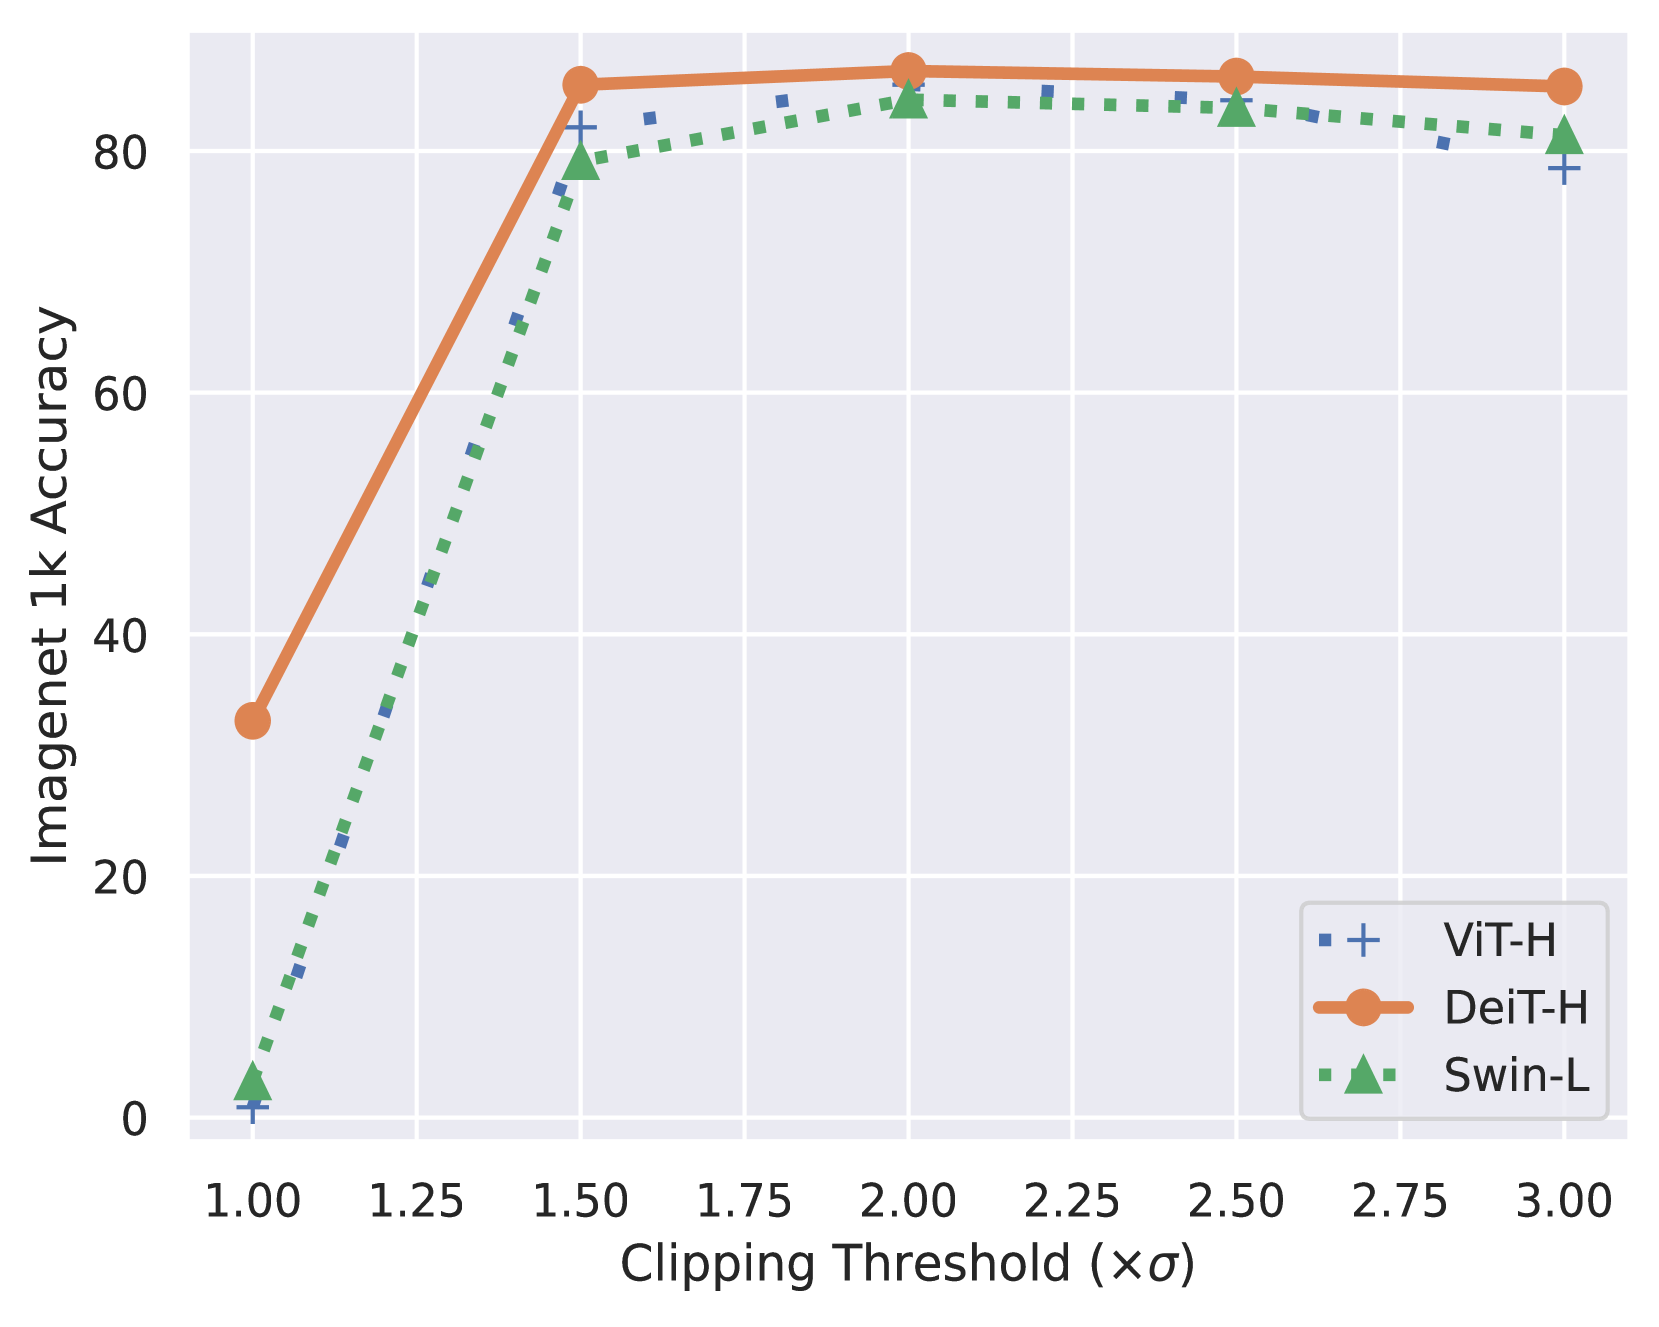 Imagenet 1k Accuracy
80
60
40
20
0
1.00 1.25 1.50 1.75 2.00 2.25 2.50 2.75 3.00
Clipping Threshold (×σ)
ViT-H
DeiT-H
Swin-L